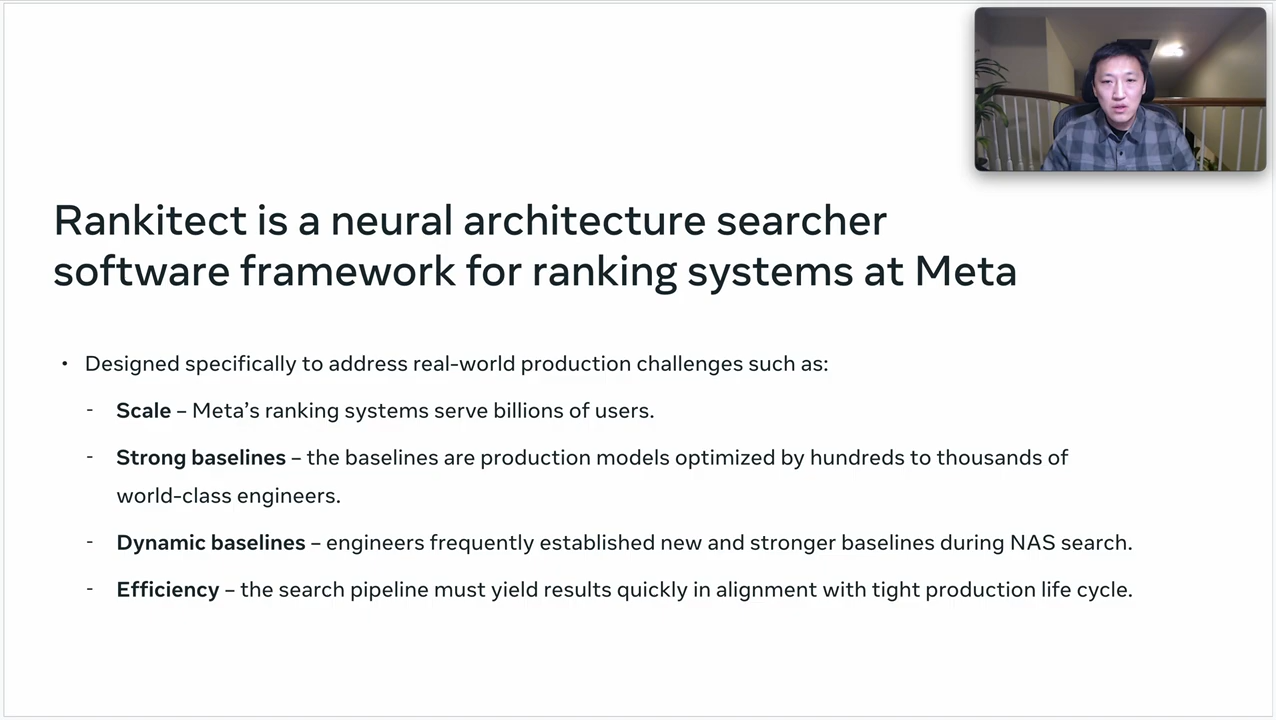 Rankitect is a neural architecture searcher
software framework for ranking systems at Meta
• Designed specifically to address real-world production challenges such as:
- Scale – Meta’s ranking systems serve billions of users.
- Strong baselines – the baselines are production models optimized by hundreds to thousands of
world-class engineers.
- Dynamic baselines – engineers frequently established new and stronger baselines during NAS search.
- Efficiency – the search pipeline must yield results quickly in alignment with tight production life cycle.